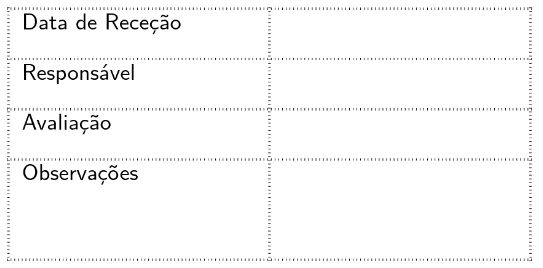 Data de Receção
Responsável
Avaliação
Observações